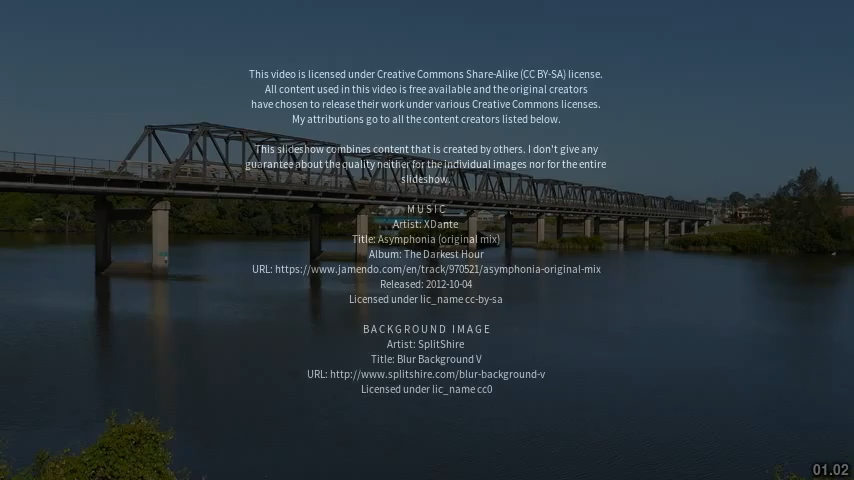 This video is licensed under Creative Commons Share-Alike (CC BY-SA) license.
All content used in this video is free available and the original creators
have chosen to release their work under various Creative Commons licenses.
My attributions go to all the content creators listed below.
This slideshow combines content that is created by others. I don't give any
guarantee about the quality neither for the individual images nor for the entire
slideshow.
MUSIC
Artist: XDante
Title: Asymphonia (original mix)
Album: The Darkest Hour
URL: https://www.jamendo.com/en/track/970521/asymphonia-original-mix
Released: 2012-10-04
Licensed under lic_name cc-by-sa
BACKGROUND IMAGE
Artist: SplitShire
Title: Blur Background V
URL: http://www.splitshire.com/blur-background-v
Licensed under lic_name cc0
01.02